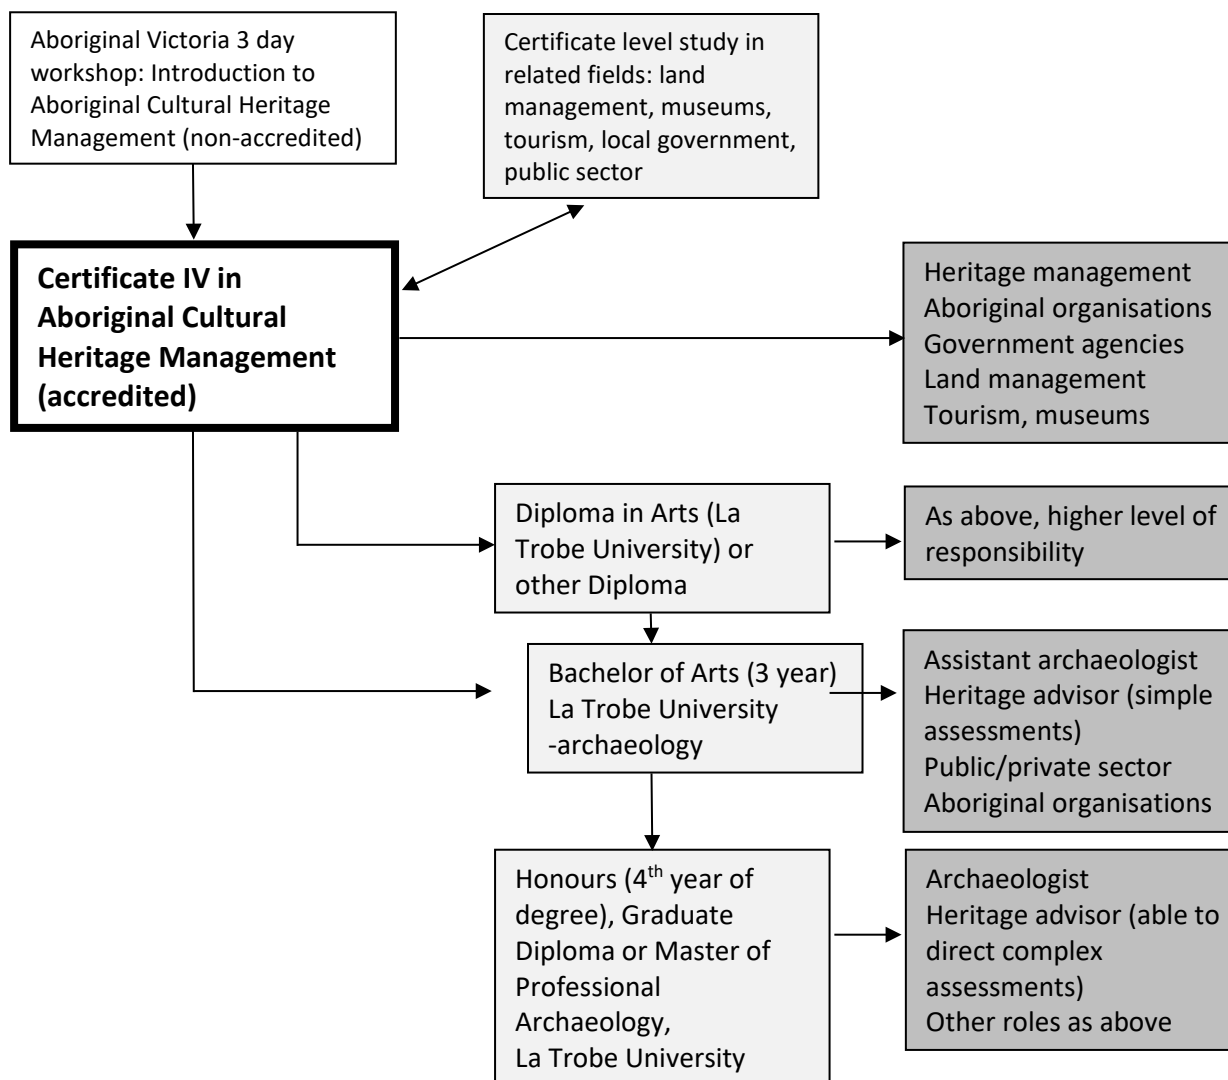 Aboriginal Victoria 3 day
workshop: Introduction to
Aboriginal Cultural Heritage
Management (non-accredited)
Certificate level study in
related fields: land
management, museums,
tourism, local government,
public sector
Certificate IV in
Aboriginal Cultural
Heritage Management
(accredited)
Heritage management
Aboriginal organisations
Government agencies
Land management
Tourism, museums
Diploma in Arts (La
Trobe University) or
other Diploma
As above, higher level of
responsibility
Bachelor of Arts (3 year)
La Trobe University
-archaeology
Assistant archaeologist
Heritage advisor (simple
assessments)
Public/private sector
Aboriginal organisations
Honours (4th year of
degree), Graduate
Diploma or Master of
Professional
Archaeology,
La Trobe University
Archaeologist
Heritage advisor (able to
direct complex
assessments)
Other roles as above